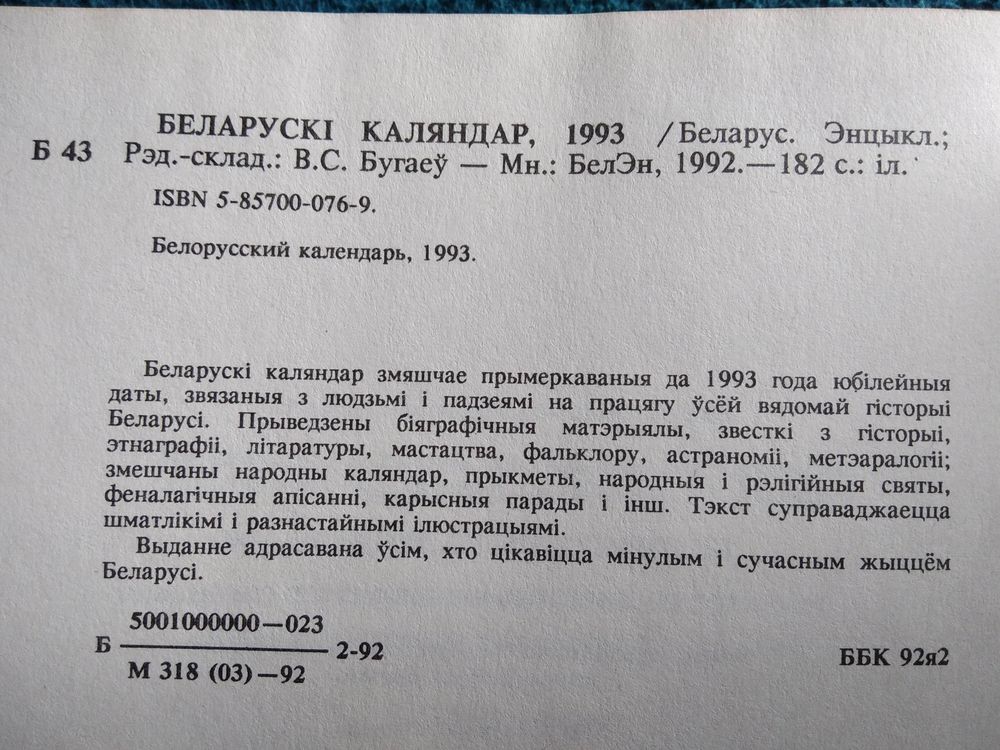 БЕЛАРУСКІ КАЛЯНДАР, 1993 /Беларус. Энцыкл.;
Б 43 Рэд.-склад.: В.С. Бугаеў — Мн.: БелЭн, 1992.—182 с.: іл.
ISBN 5-85700-076-9.
Белорусский календарь, 1993.
Беларускі каляндар змяшчае прымеркаваныя да 1993 года юбілейныя
даты, звязаныя з людзьмі і падзеямі на працягу ўсёй вядомай гісторыі
Беларусі. Прыведзены біяграфічныя матэрыялы, звесткі з гісторыі,
этнаграфіі, літаратуры, мастацтва, фальклору, астраноміі, метэаралогіі;
змешчаны народны каляндар, прыкметы, народныя і рэлігійныя святы,
феналагічныя апісанні, карысныя парады і інш. Тэкст суправаджаецца
шматлікімі і разнастайнымі ілюстрацыямі.
Выданне адрасавана ўсім, хто цікавіцца мінулым і сучасным жыццём
Беларусі.
5001000000—023
Б 2-92
М 318 (03)—92
ББК 92я2